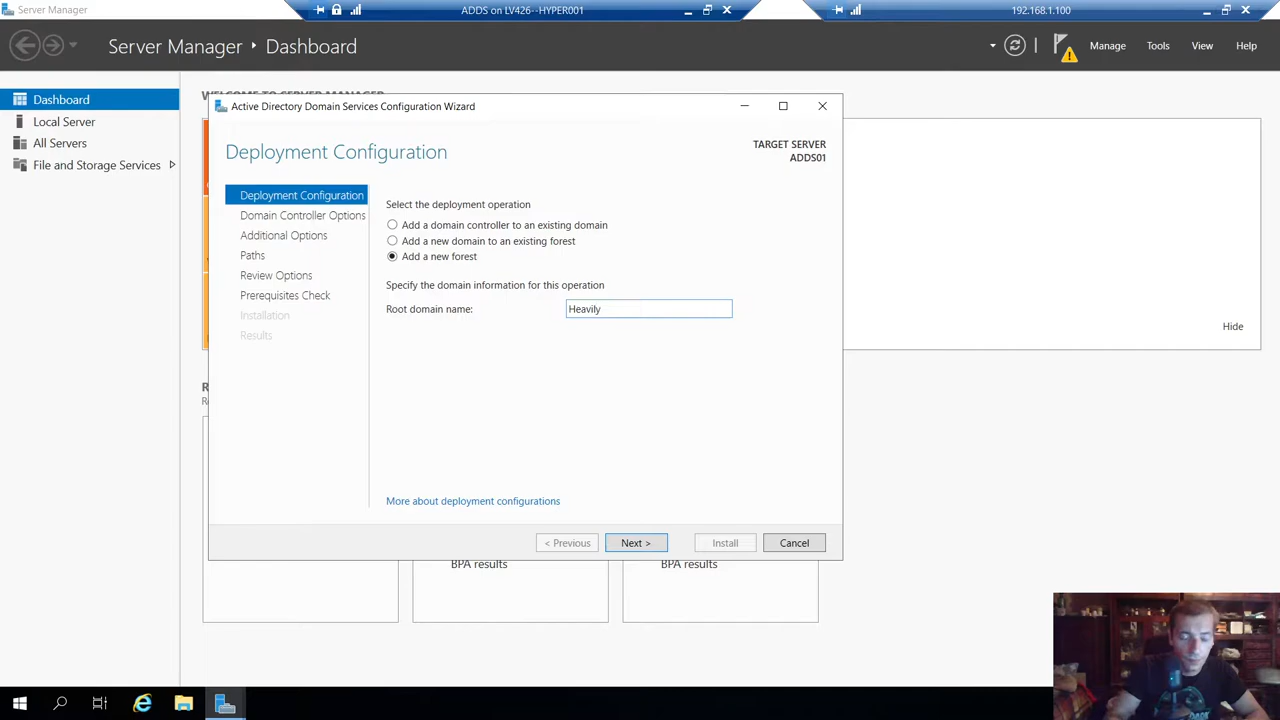 Server Manager
ADDS on LV426--HYPER001
192.168.1.100
Server Manager
Dashboard
Manage
Tools
View
Help
Dashboard
Local Server
All Servers
File and Storage Services
WELCOME TO SERVER MANAGER
Active Directory Domain Services Configuration Wizard
Deployment Configuration
TARGET SERVER
ADDS01
Deployment Configuration
Domain Controller Options
Additional Options
Paths
Review Options
Prerequisites Check
Installation
Results
Select the deployment operation
Add a domain controller to an existing domain
Add a new domain to an existing forest
Add a new forest
Specify the domain information for this operation
Root domain name:
Heavily
More about deployment configurations
Hide
< Previous
Next >
Install
Cancel
BPA results
BPA results